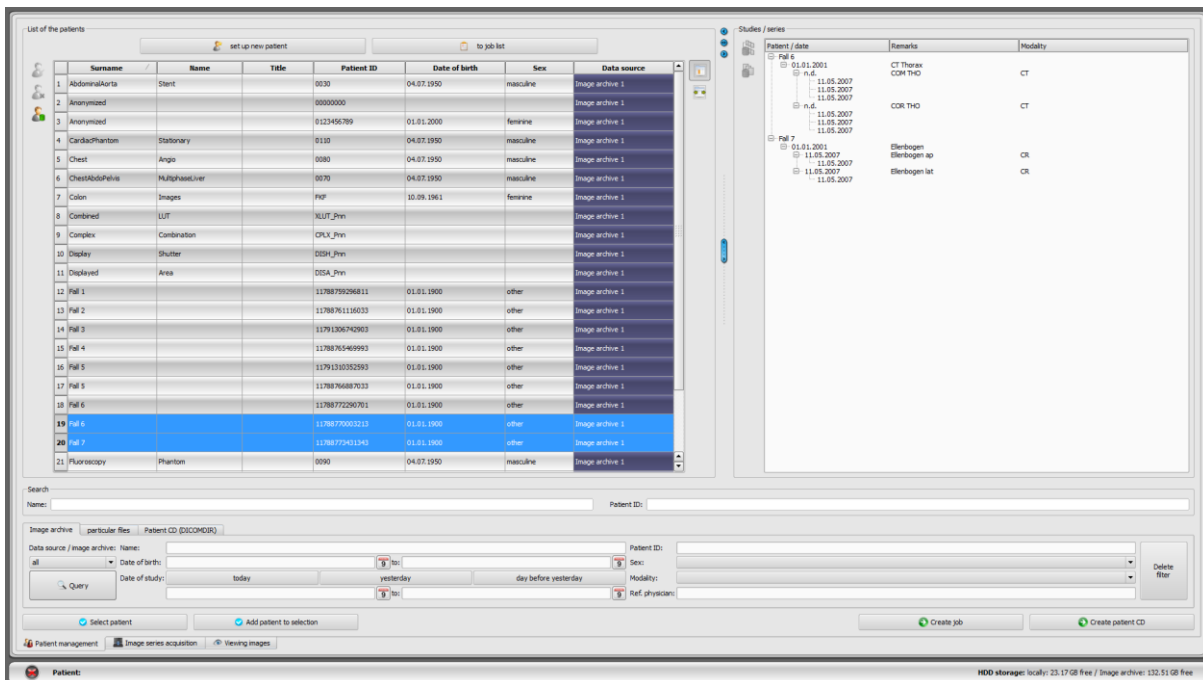 List of the patients
set up new patient
to job list
Surname Name Title Patient ID Date of birth Sex Data source
1 AbdominalAorta Stent 0030 04.07.1950 masculine Image archive 1
2 Anonymized 00000000 Image archive 1
3 Anonymized 0123456789 01.01.2000 feminine Image archive 1
4 CardiacPhantom Stationary 0110 04.07.1950 masculine Image archive 1
5 Chest Angio 0080 04.07.1950 masculine Image archive 1
6 ChestAbdoPelvis MultiphaseLiver 0070 04.07.1950 masculine Image archive 1
7 Colon Images FKF 10.09.1961 feminine Image archive 1
8 Combined LUT XLUT_Pnn Image archive 1
9 Complex Combination CPLX_Pnn Image archive 1
10 Display Shutter DISH_Pnn Image archive 1
11 Displayed Area DISA_Pnn Image archive 1
12 Fall 1 11788759296811 01.01.1900 other Image archive 1
13 Fall 2 11788761116033 01.01.1900 other Image archive 1
14 Fall 3 11791306742903 01.01.1900 other Image archive 1
15 Fall 4 11788765469993 01.01.1900 other Image archive 1
16 Fall 5 11791310352593 01.01.1900 other Image archive 1
17 Fall 5 11788766887033 01.01.1900 other Image archive 1
18 Fall 6 11788772290701 01.01.1900 other Image archive 1
19 Fall 6 11788770003213 01.01.1900 other Image archive 1
20 Fall 7 11788773431343 01.01.1900 other Image archive 1
21 Fluoroscopy Phantom 0090 04.07.1950 masculine Image archive 1
Studies / series
Patient / date Remarks Modality
Fall 6
01.01.2001 CT Thorax
n.d. COM THO CT
11.05.2007
11.05.2007
11.05.2007
n.d. COR THO CT
11.05.2007
11.05.2007
11.05.2007
Fall 7
01.01.2001 Ellenbogen
11.05.2007 Ellenbogen ap CR
11.05.2007
11.05.2007 Ellenbogen lat CR
11.05.2007
Search
Name: Patient ID:
Image archive particular files Patient CD (DICOMDIR)
Data source / image archive: Name: Patient ID:
all Date of birth: 9 to: 9 Sex:
Date of study: today yesterday day before yesterday Modality:
Query 9 to: 9 Ref. physician:
Delete
filter
Select patient Add patient to selection Create job Create patient CD
Patient management Image series acquisition Viewing images
Patient: HDD storage: locally: 23.17 GB free / Image archive: 132.51 GB free